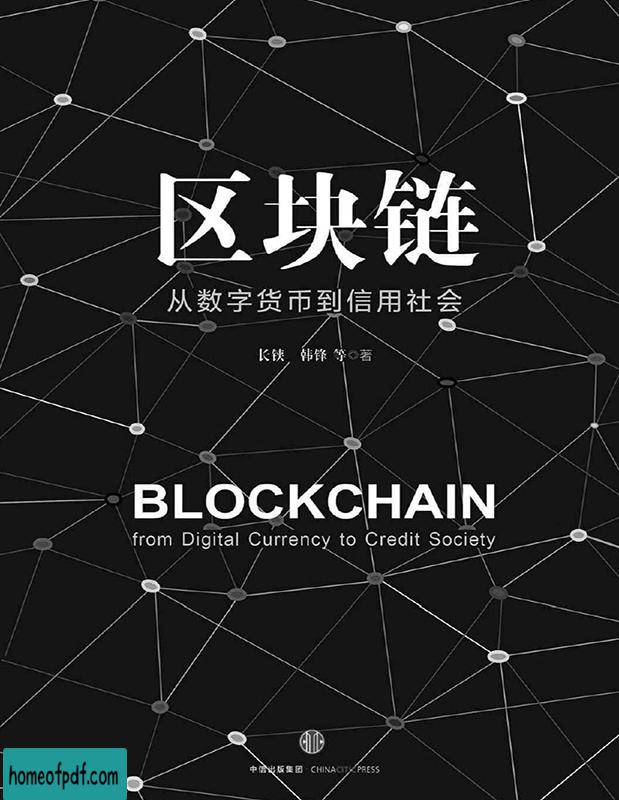 区块链
从数字货币到信用社会
长铗 韩锋 等◎著
BLOCKCHAIN
from Digital Currency to Credit Society
中信出版集团·CHINACITICPRESS
homeofpdf.com